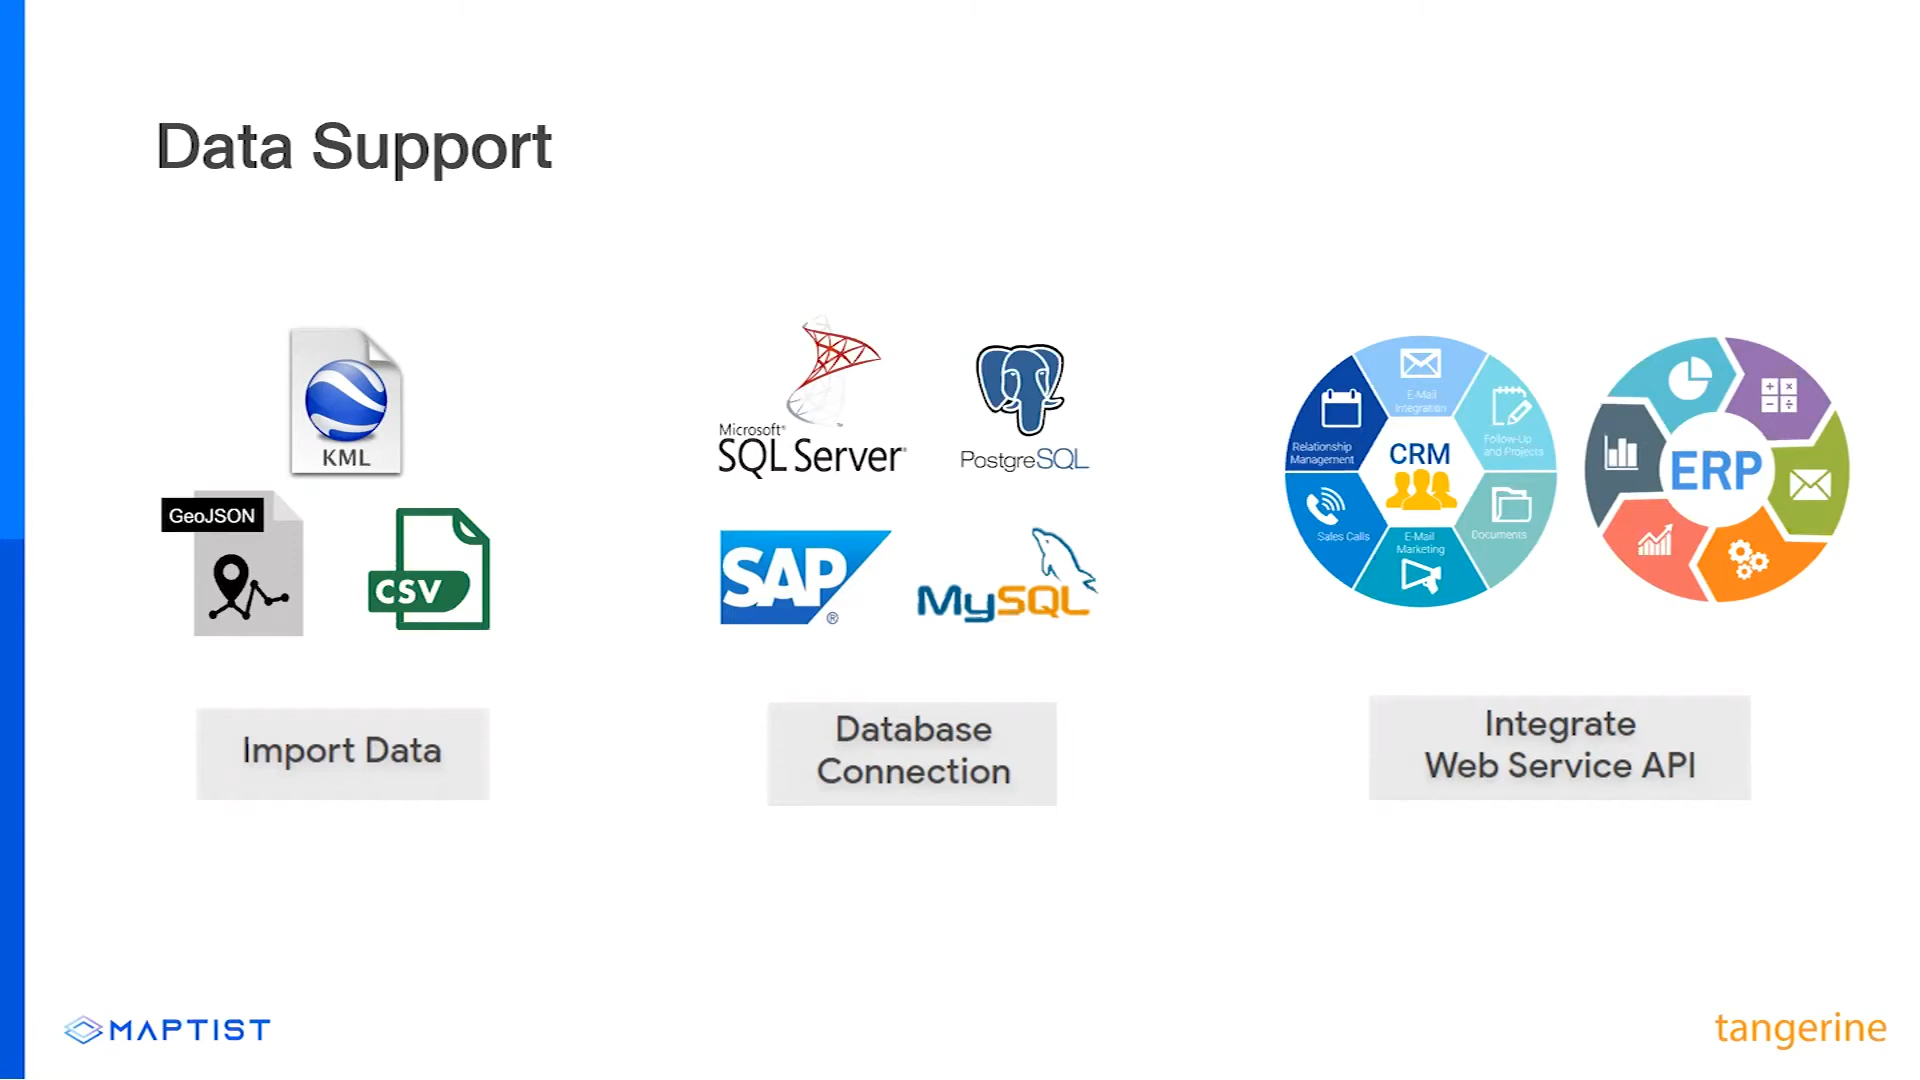 Data Support
KML
GeoJSON
CSV
Import Data
Microsoft®
SQL Server®
PostgreSQL
SAP
®
MySQL
Database
Connection
E-Mail
Integration
Relationship
Management
Follow-Up
and Projects
CRM
Sales Calls
E-Mail
Marketing
Documents
ERP
Integrate
Web Service API
MAPTIST
tangerine